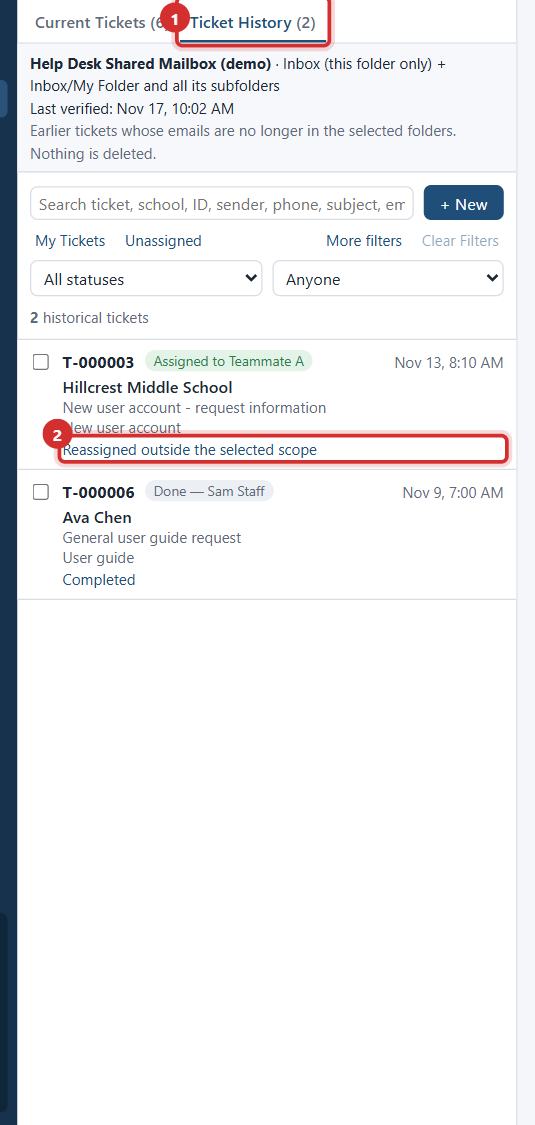 Current Tickets (6
1
Ticket History (2)
Help Desk Shared Mailbox (demo) · Inbox (this folder only) +
Inbox/My Folder and all its subfolders
Last verified: Nov 17, 10:02 AM
Earlier tickets whose emails are no longer in the selected folders.
Nothing is deleted.
Search ticket, school, ID, sender, phone, subject, em
+ New
My Tickets
Unassigned
More filters
Clear Filters
All statuses
Anyone
2 historical tickets
T-000003
Assigned to Teammate A
Nov 13, 8:10 AM
Hillcrest Middle School
New user account - request information
New user account
2
Reassigned outside the selected scope
T-000006
Done — Sam Staff
Nov 9, 7:00 AM
Ava Chen
General user guide request
User guide
Completed